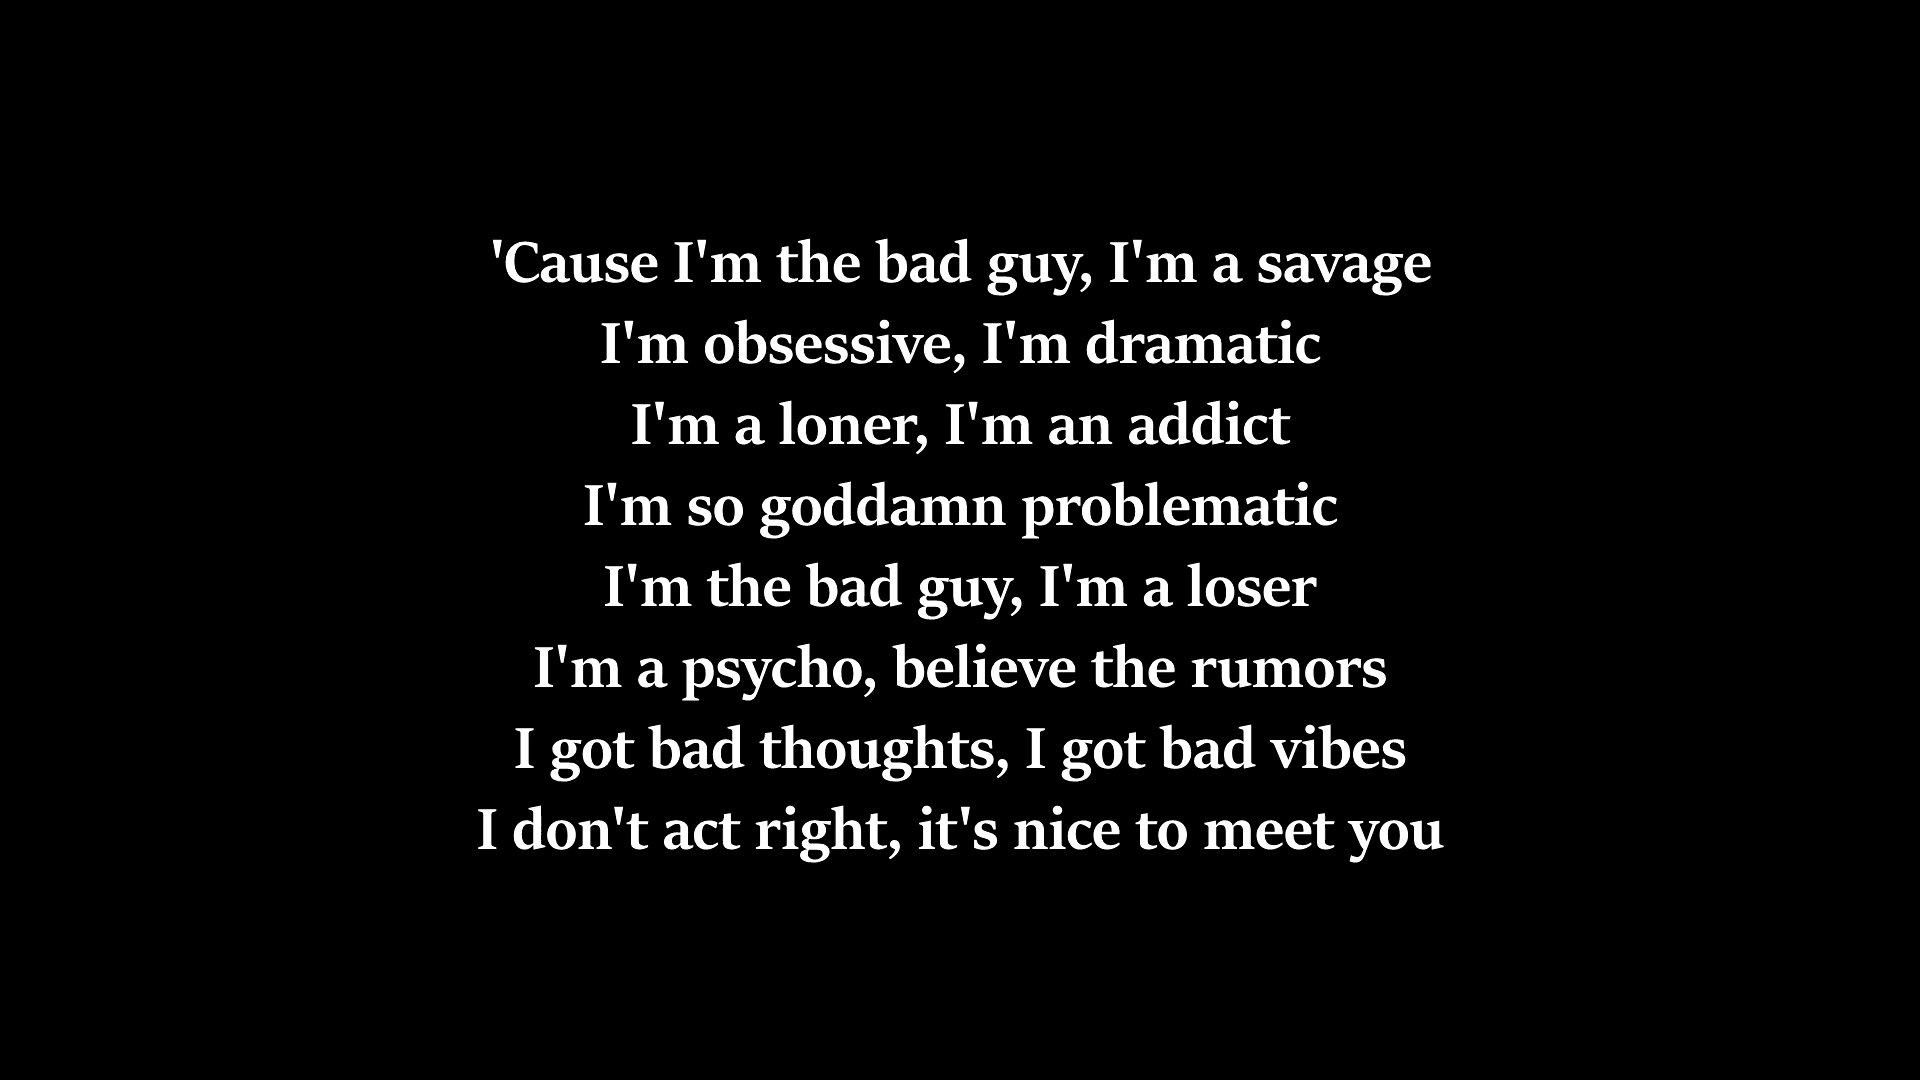 'Cause I'm the bad guy, I'm a savage
I'm obsessive, I'm dramatic
I'm a loner, I'm an addict
I'm so goddamn problematic
I'm the bad guy, I'm a loser
I'm a psycho, believe the rumors
I got bad thoughts, I got bad vibes
I don't act right, it's nice to meet you